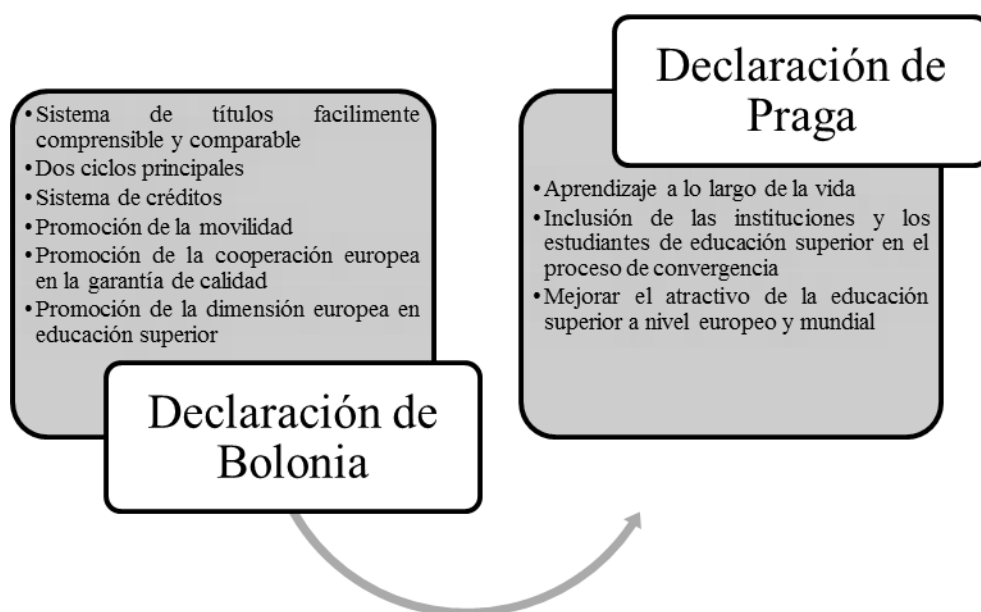 •Sistema de títulos facilmente
comprensible y comparable
•Dos ciclos principales
•Sistema de créditos
•Promoción de la movilidad
•Promoción de la cooperación europea
en la garantía de calidad
•Promoción de la dimensión europea en
educación superior
Declaración de
Bolonia
Declaración de
Praga
•Aprendizaje a lo largo de la vida
•Inclusión de las instituciones y los
estudiantes de educación superior en el
proceso de convergencia
•Mejorar el atractivo de la educación
superior a nivel europeo y mundial